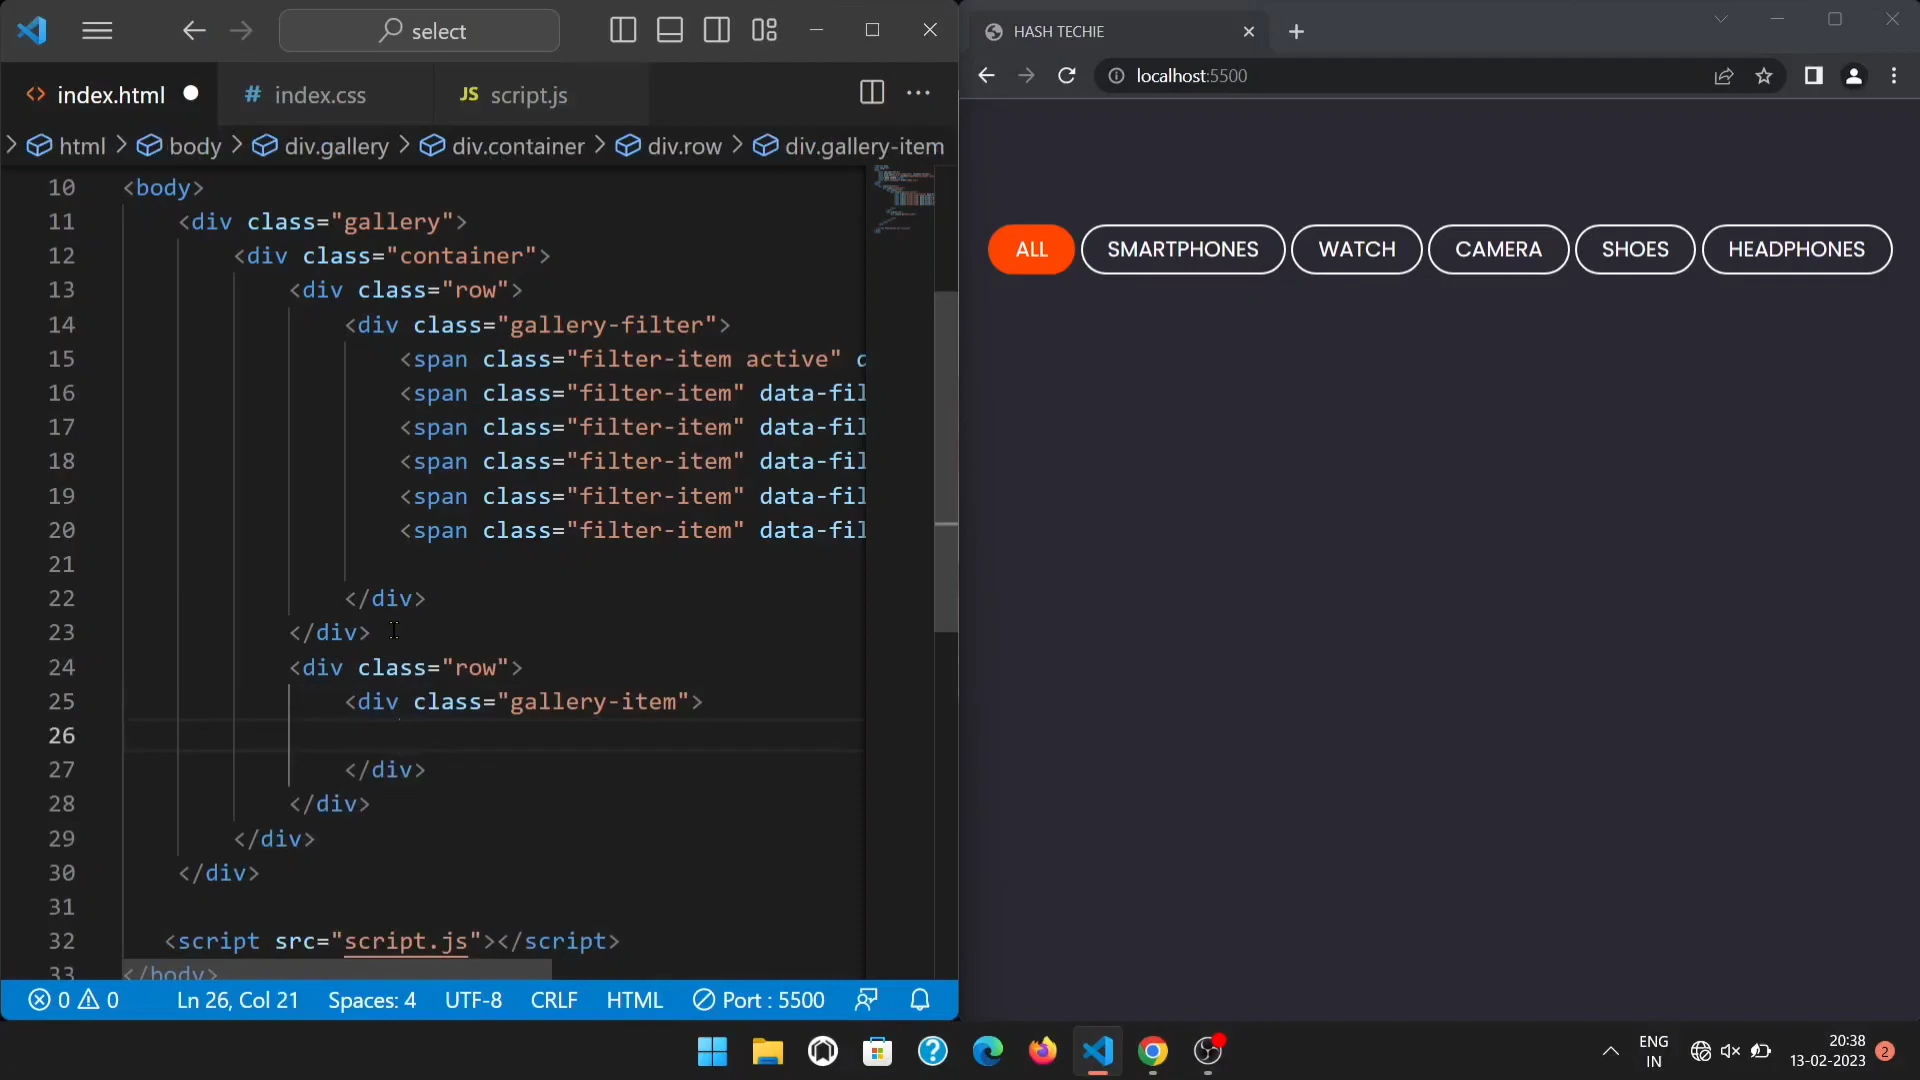 select
HASH TECHIE
index.html
# index.css
JS script.js
localhost:5500
html > body > div.gallery > div.container > div.row > div.gallery-item
10 <body>
11 <div class="gallery">
12 <div class="container">
13 <div class="row">
14 <div class="gallery-filter">
15 <span class="filter-item active" d
16 <span class="filter-item" data-fil
17 <span class="filter-item" data-fil
18 <span class="filter-item" data-fil
19 <span class="filter-item" data-fil
20 <span class="filter-item" data-fil
21
22 </div>
23 </div>
24 <div class="row">
25 <div class="gallery-item">
26
27 </div>
28 </div>
29 </div>
30 </div>
31
32 <script src="script.js"></script>
33 </body>
ALL
SMARTPHONES
WATCH
CAMERA
SHOES
HEADPHONES
0 0 Ln 26, Col 21 Spaces: 4 UTF-8 CRLF HTML Port : 5500
ENG
IN
20:38
13-02-2023
2